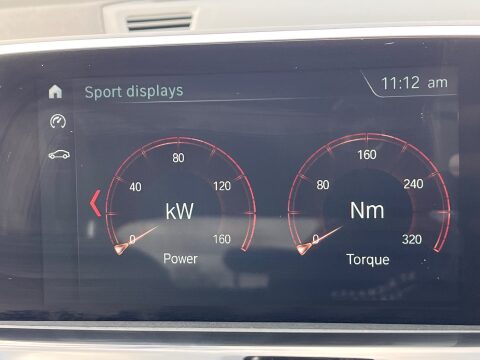 Sport displays
11:12 am
80
40
120
kW
0
160
Power
160
80
240
Nm
0
320
Torque